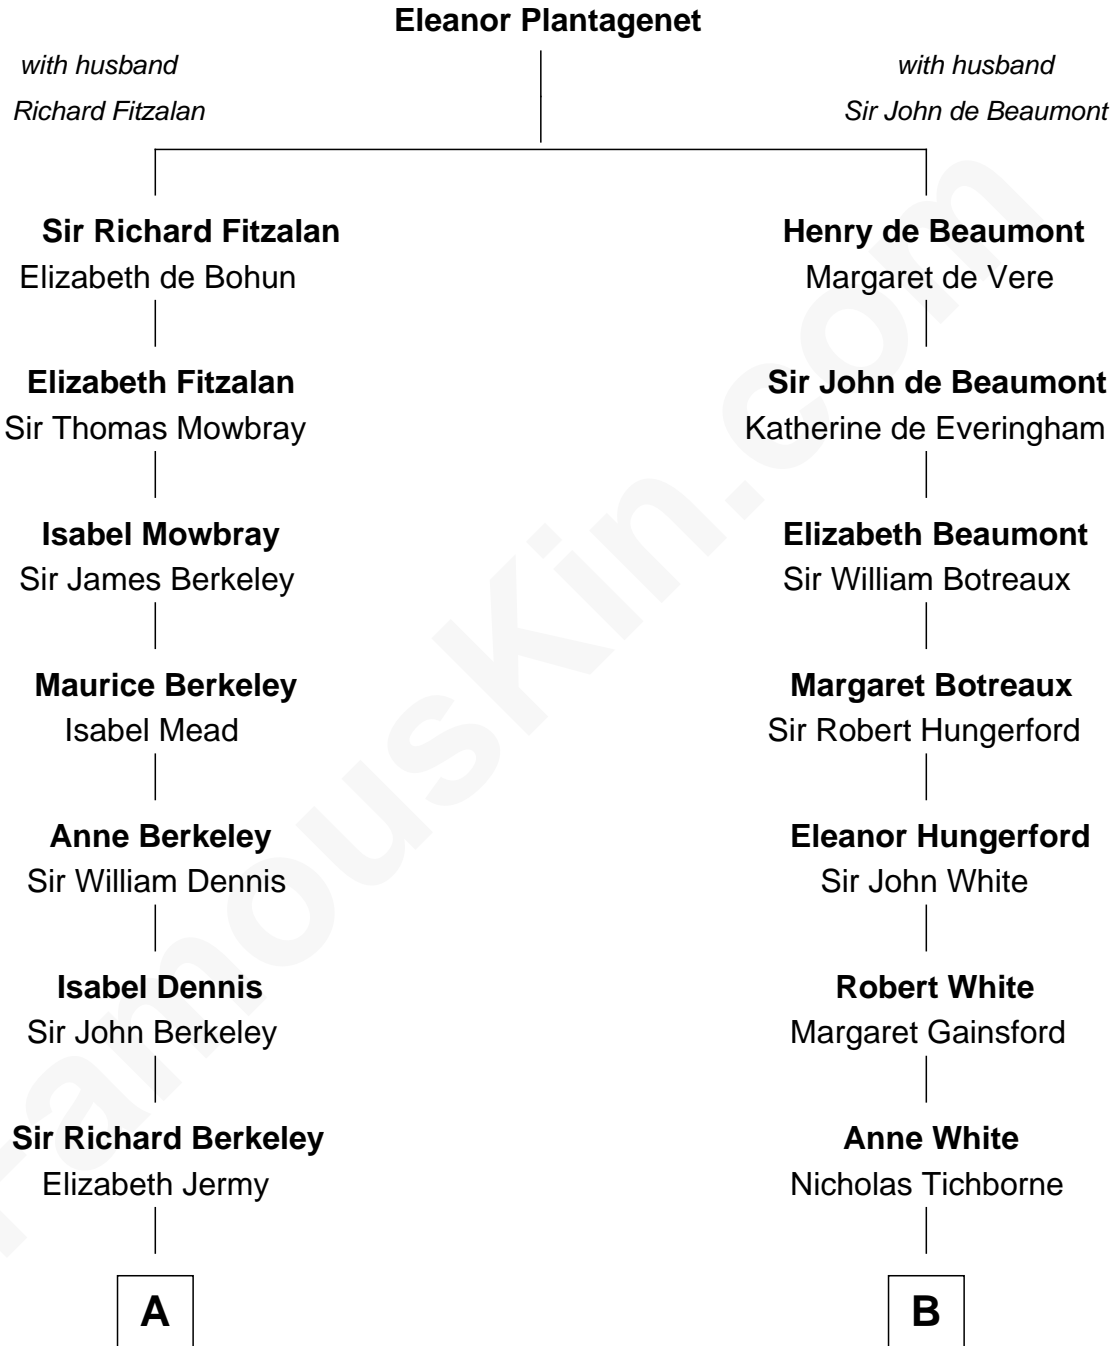 Eleanor Plantagenet
with husband
Richard Fitzalan
with husband
Sir John de Beaumont
Sir Richard Fitzalan
Elizabeth de Bohun
Henry de Beaumont
Margaret de Vere
Elizabeth Fitzalan
Sir Thomas Mowbray
Sir John de Beaumont
Katherine de Everingham
Isabel Mowbray
Sir James Berkeley
Elizabeth Beaumont
Sir William Botreaux
Maurice Berkeley
Isabel Mead
Margaret Botreaux
Sir Robert Hungerford
Anne Berkeley
Sir William Dennis
Eleanor Hungerford
Sir John White
Isabel Dennis
Sir John Berkeley
Robert White
Margaret Gainsford
Sir Richard Berkeley
Elizabeth Jermy
Anne White
Nicholas Tichborne
A
B
FamousKin.com